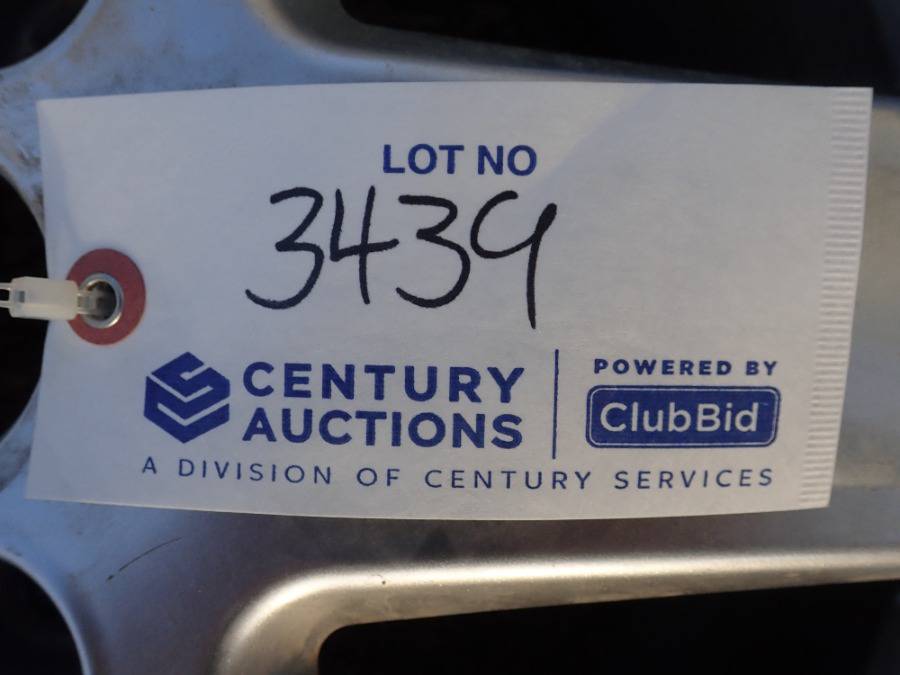 LOT NO
3439
CENTURY
AUCTIONS
A DIVISION OF CENTURY SERVICES
POWERED BY
ClubBid